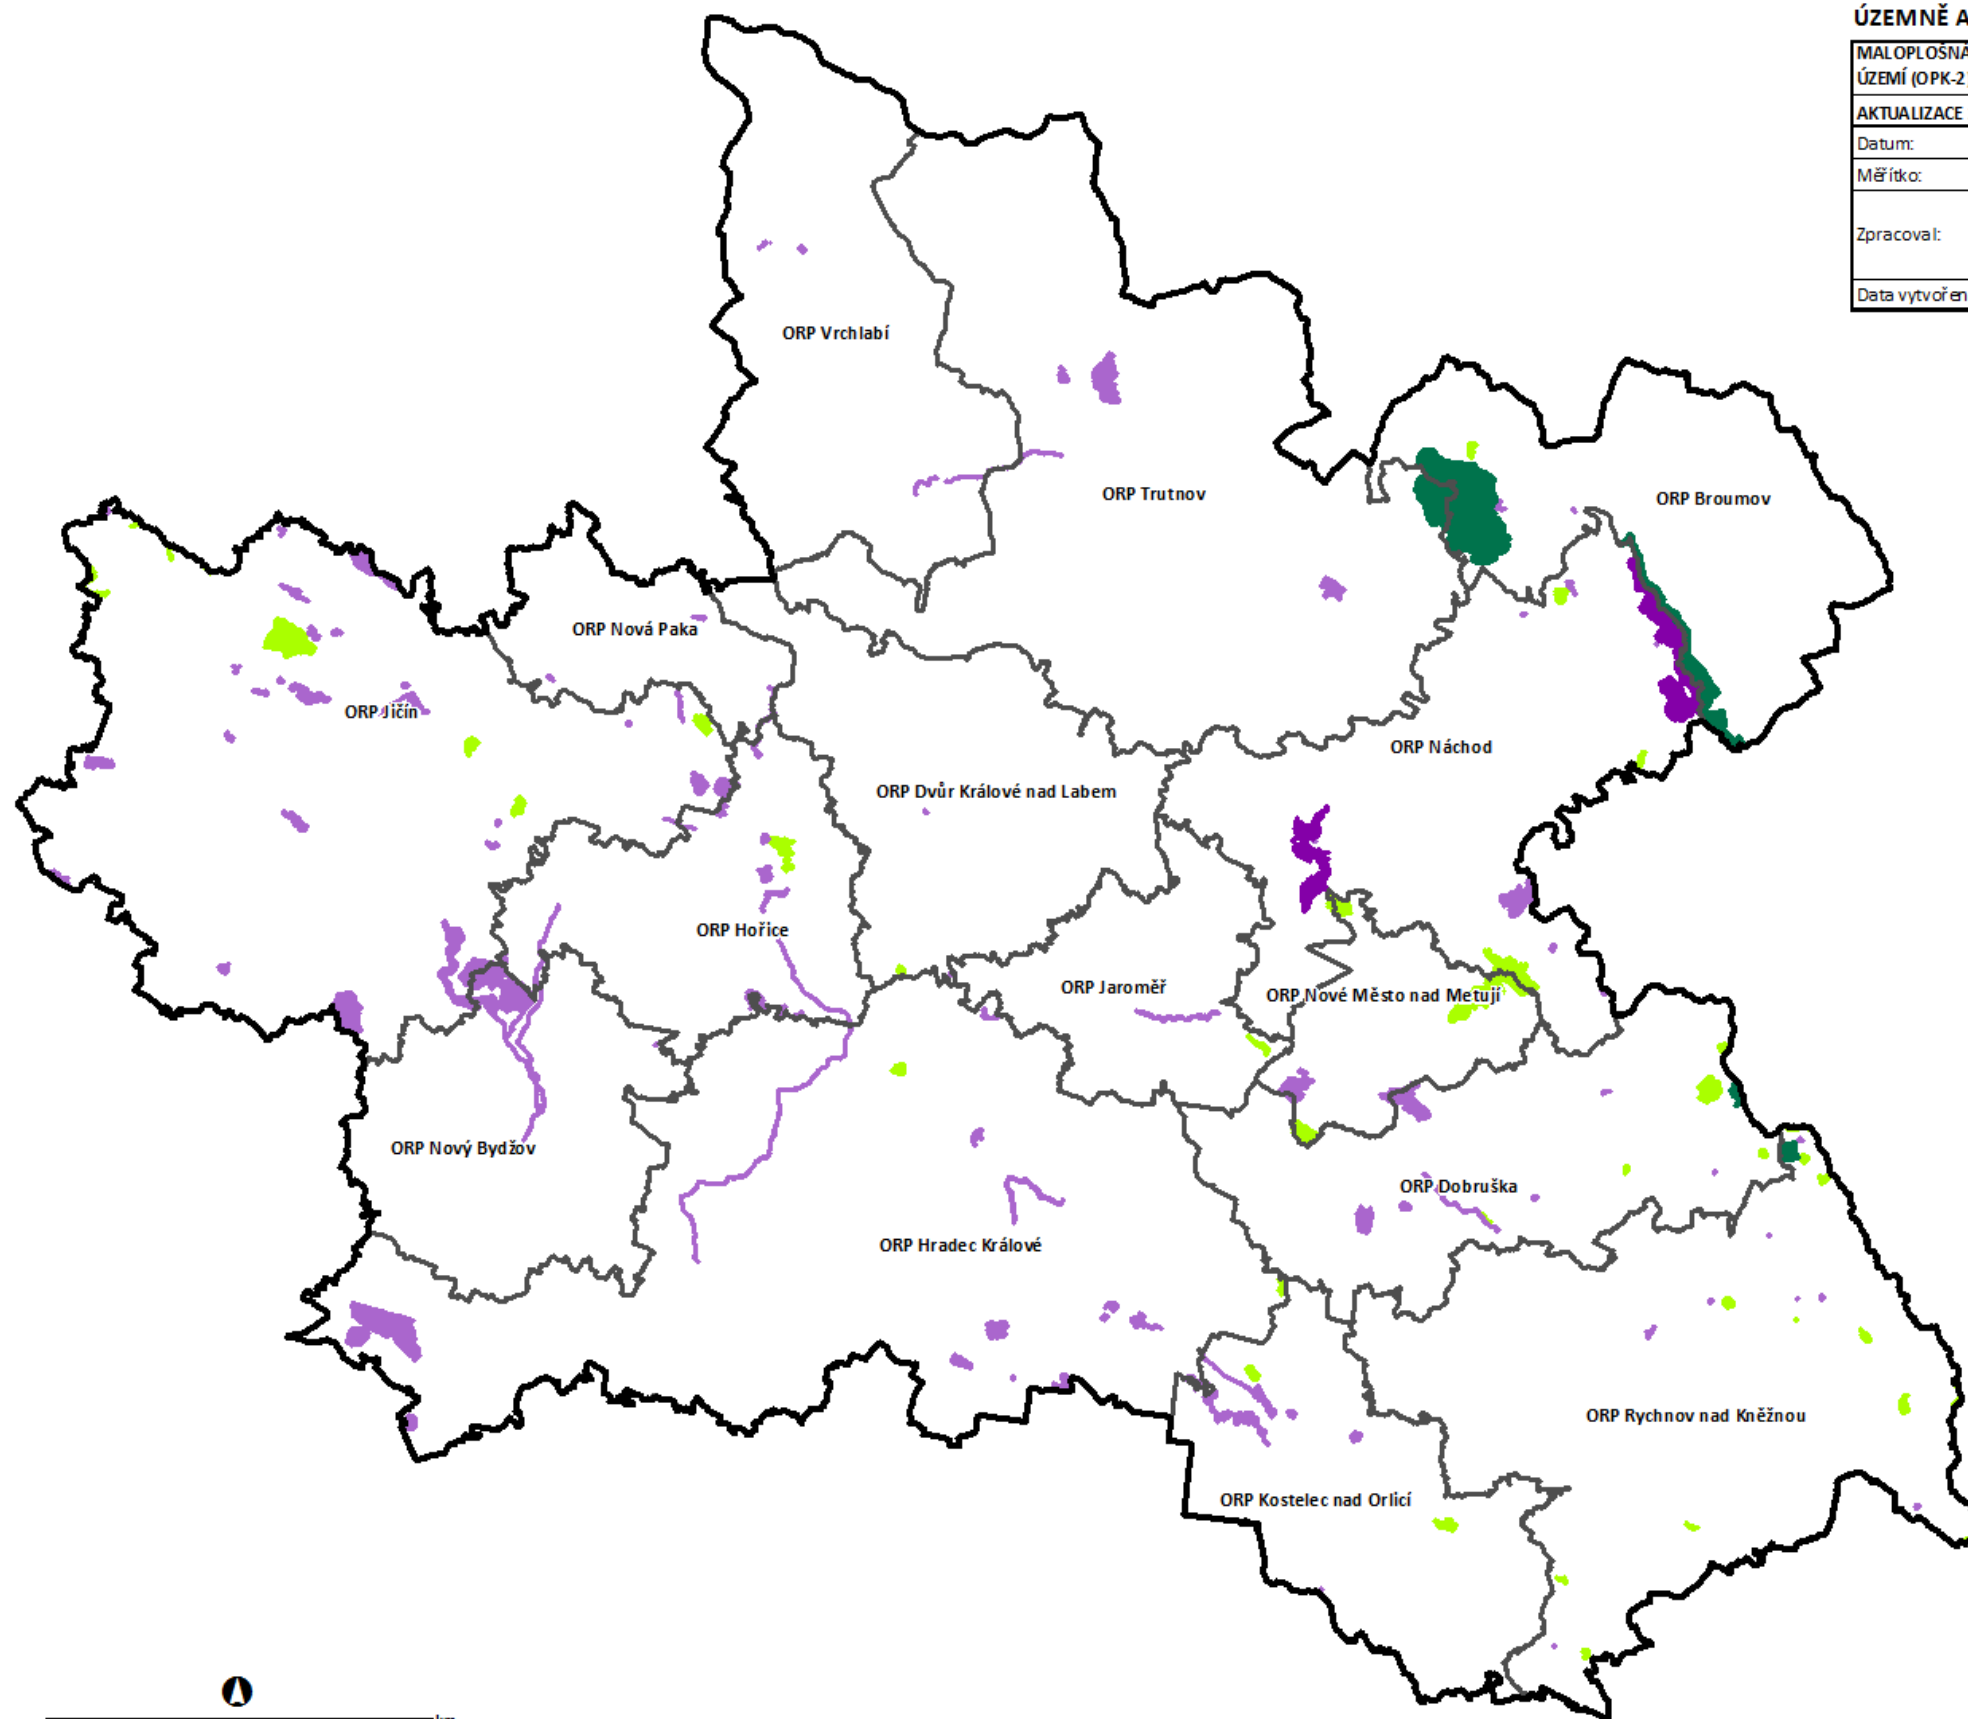 ÚZEMNĚ A
MALOPLOŠNÁ
ÚZEMÍ (OPK-2)
AKTUALIZACE
Datum:
Měřítko:
Zpracoval:
Data vytvořen
ORP Vrchlabí
ORP Trutnov
ORP Broumov
ORP Nová Paka
ORP Jičín
ORP Náchod
ORP Dvůr Králové nad Labem
ORP Hořice
ORP Jaroměř
ORP Nové Město nad Metují
ORP Nový Bydžov
ORP Dobruška
ORP Hradec Králové
ORP Rychnov nad Kněžnou
ORP Kostelec nad Orlicí
km